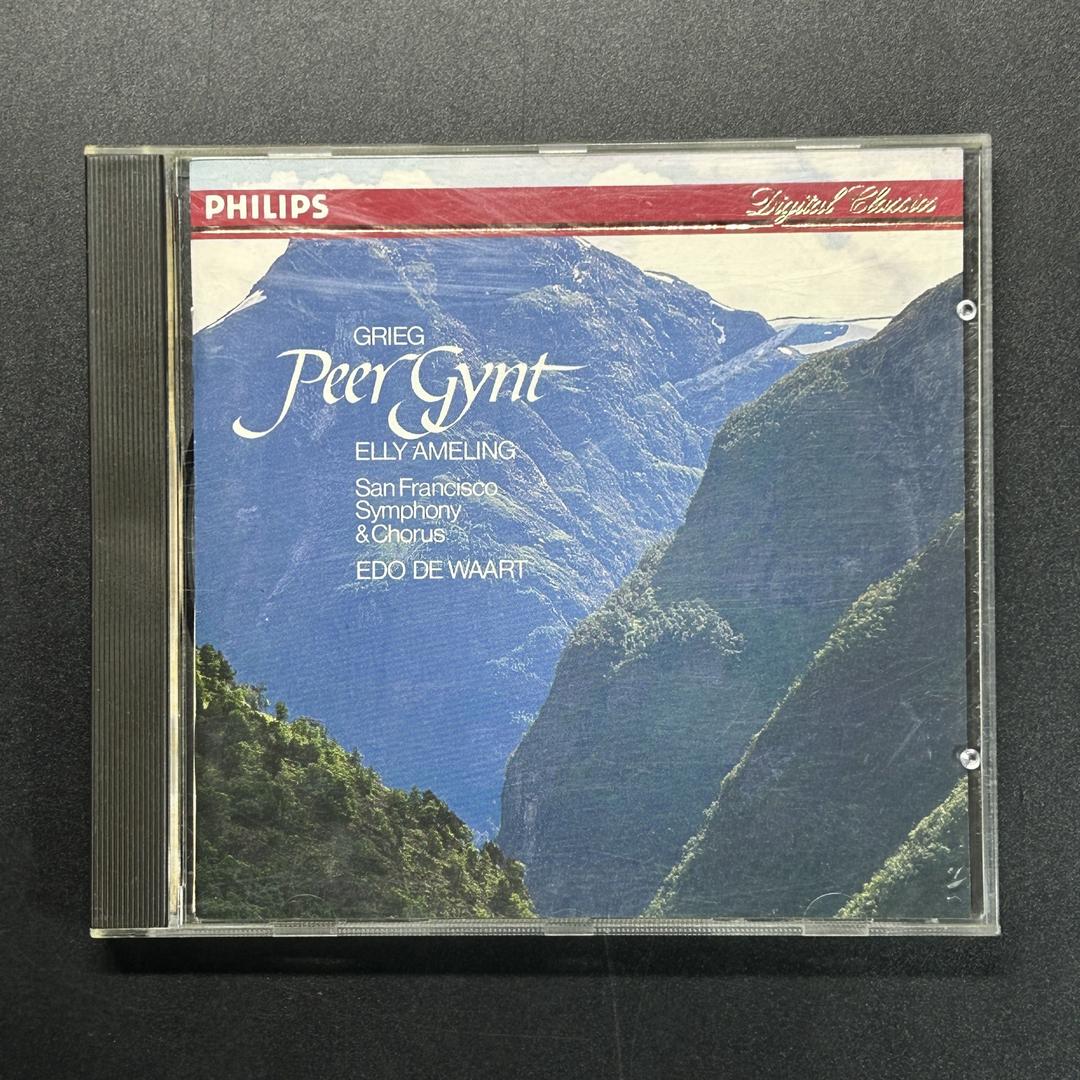 PHILIPS Digital Classics
GRIEG
Peer Gynt
ELLY AMELING
San Francisco
Symphony
& Chorus
EDO DE WAART